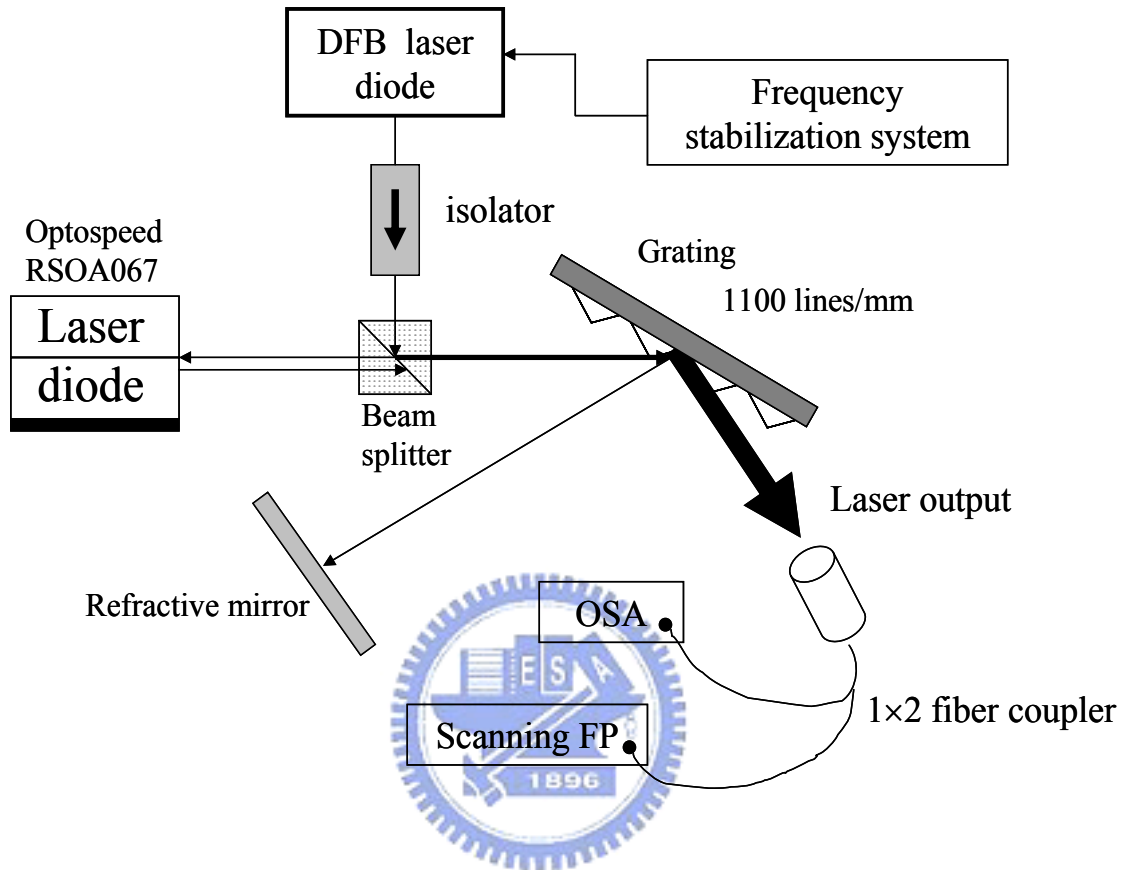 DFB laser
diode
Frequency
stabilization system
isolator
Optospeed
RSOA067
Grating
1100 lines/mm
Laser
diode
Beam
splitter
Laser output
Refractive mirror
OSA
E S A
1×2 fiber coupler
Scanning FP
1896